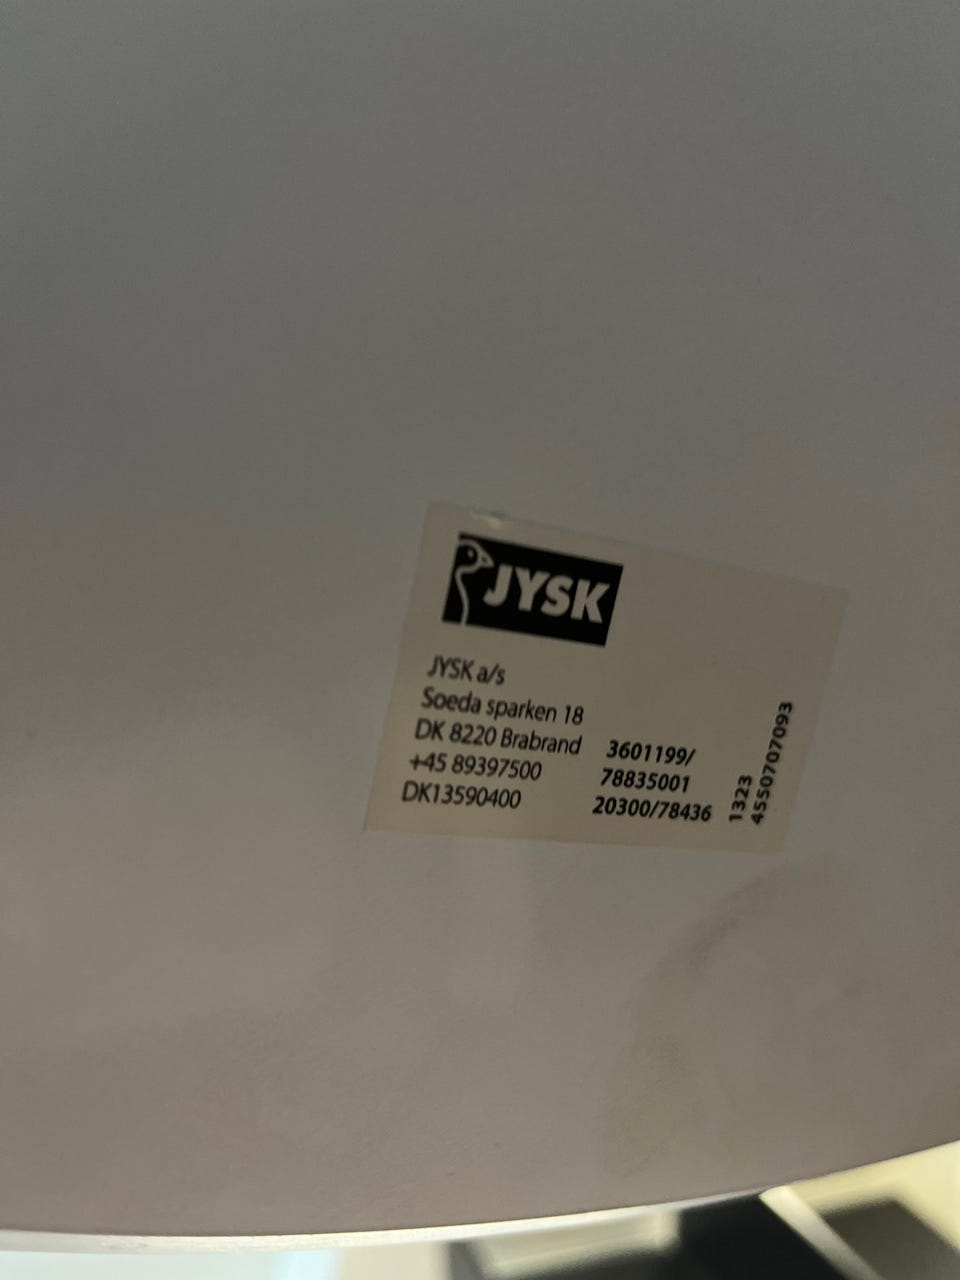 JYSK
JYSK a/s
Soeda sparken 18
DK 8220 Brabrand
+45 89397500
DK13590400
3601199/
78835001
20300/78436
1323
4550707093